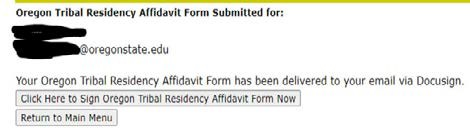 Oregon Tribal Residency Affidavit Form Submitted for:
@oregonstate.edu
Your Oregon Tribal Residency Affidavit Form has been delivered to your email via Docusign.
Click Here to Sign Oregon Tribal Residency Affidavit Form Now
Return to Main Menu